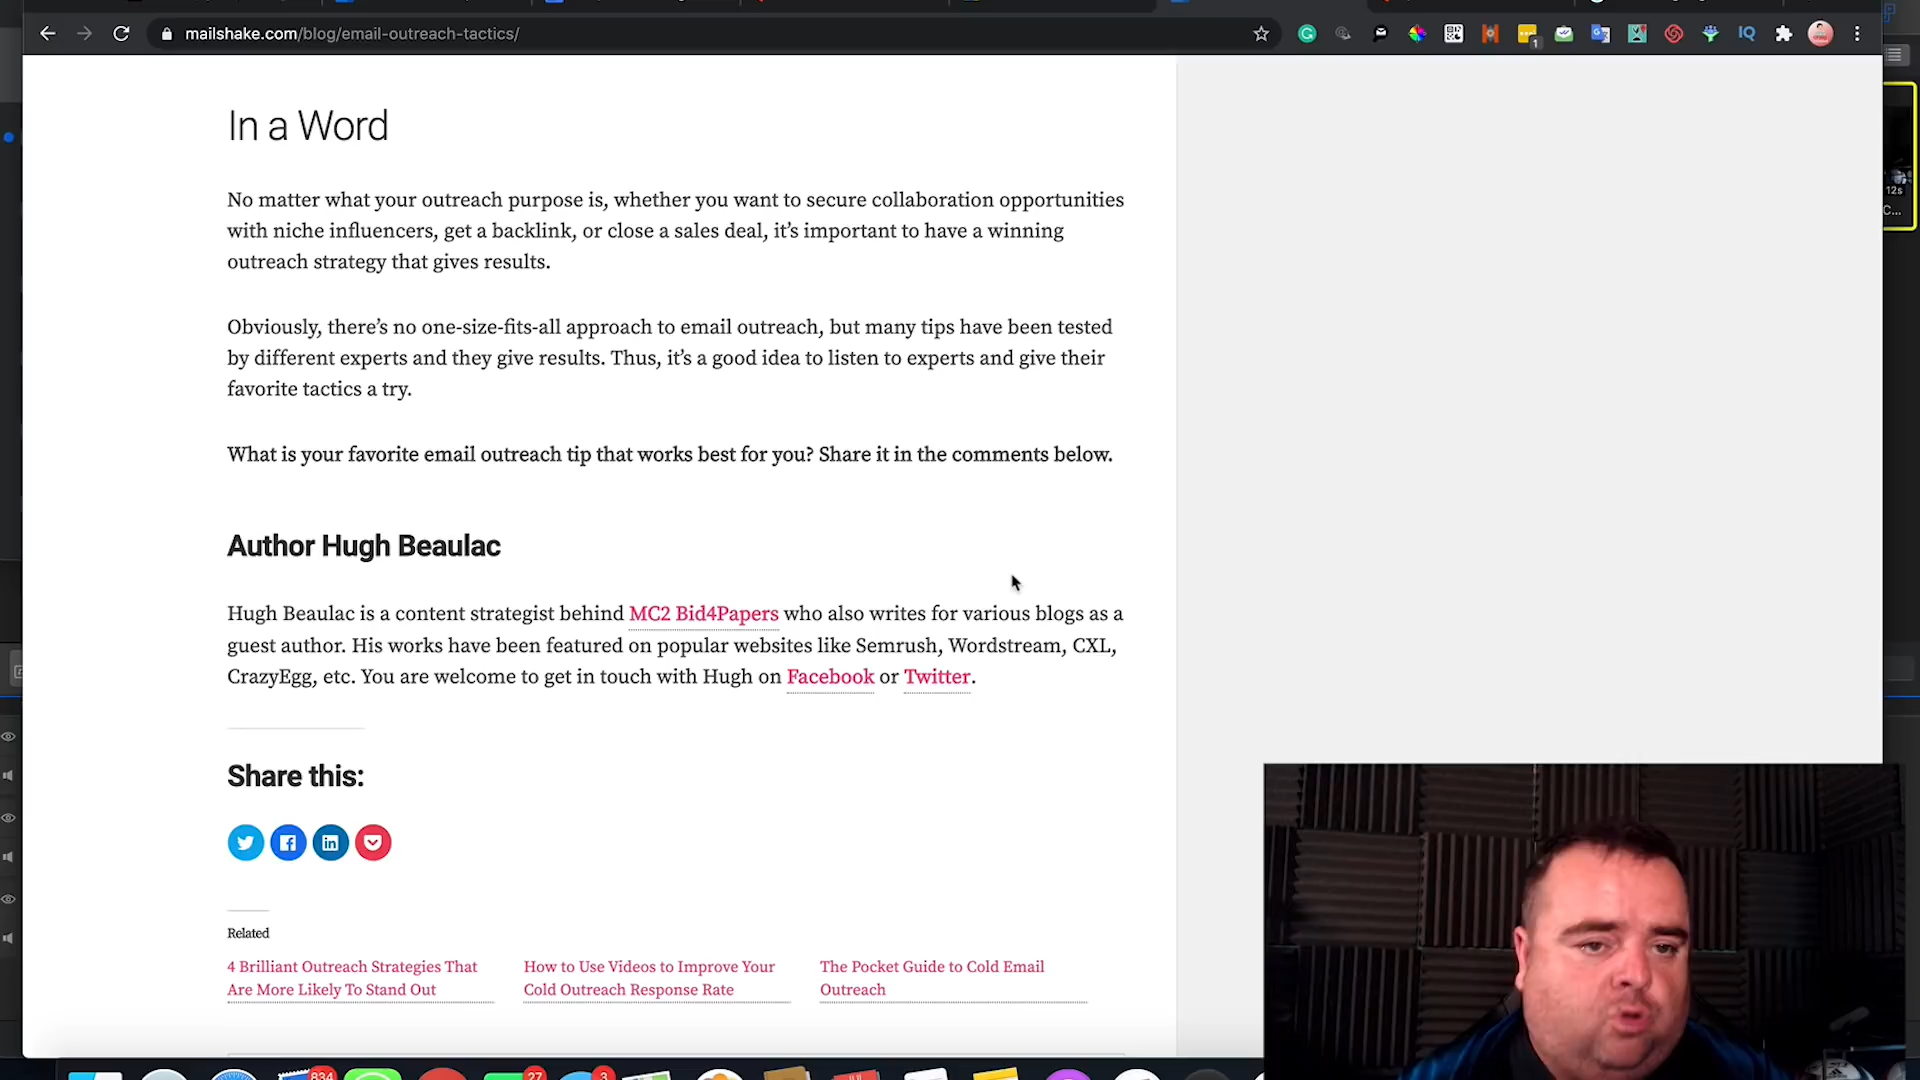 mailshake.com/blog/email-outreach-tactics/
1
IQ
In a Word
No matter what your outreach purpose is, whether you want to secure collaboration opportunities
with niche influencers, get a backlink, or close a sales deal, it's important to have a winning
outreach strategy that gives results.
Obviously, there's no one-size-fits-all approach to email outreach, but many tips have been tested
by different experts and they give results. Thus, it's a good idea to listen to experts and give their
favorite tactics a try.
What is your favorite email outreach tip that works best for you? Share it in the comments below.
Author Hugh Beaulac
Hugh Beaulac is a content strategist behind MC2 Bid4Papers who also writes for various blogs as a
guest author. His works have been featured on popular websites like Semrush, Wordstream, CXL,
CrazyEgg, etc. You are welcome to get in touch with Hugh on Facebook or Twitter.
Share this:
Related
4 Brilliant Outreach Strategies That
Are More Likely To Stand Out
How to Use Videos to Improve Your
Cold Outreach Response Rate
The Pocket Guide to Cold Email
Outreach
12s
C...
834
27
3